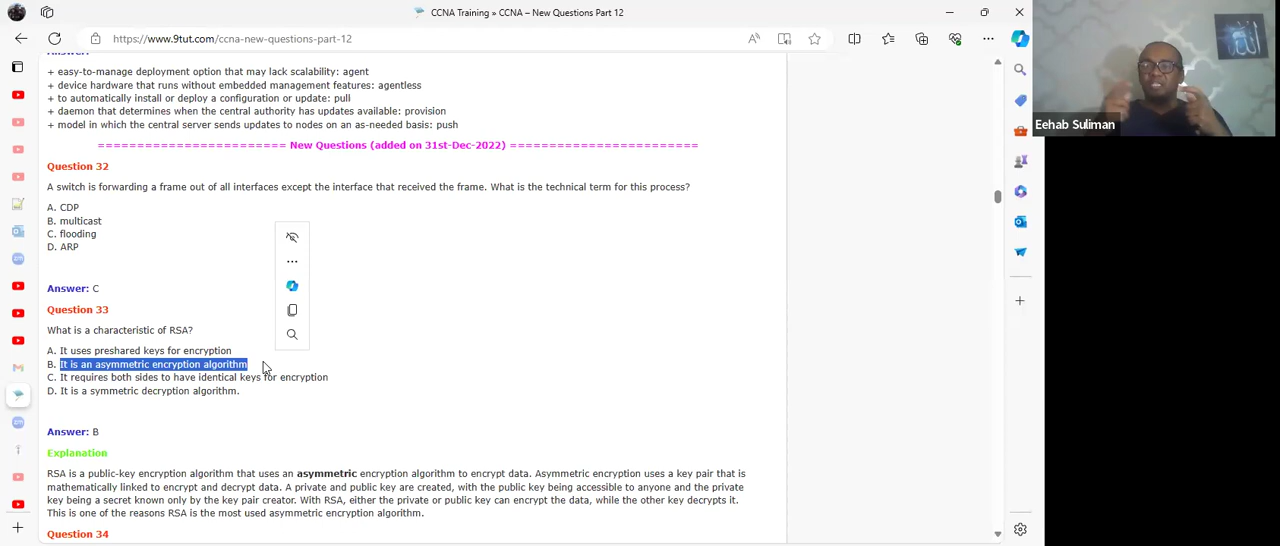 CCNA Training » CCNA – New Questions Part 12
https://www.9tut.com/ccna-new-questions-part-12
Answer:
+ easy-to-manage deployment option that may lack scalability: agent
+ device hardware that runs without embedded management features: agentless
+ to automatically install or deploy a configuration or update: pull
+ daemon that determines when the central authority has updates available: provision
+ model in which the central server sends updates to nodes on an as-needed basis: push
======================== New Questions (added on 31st-Dec-2022) ========================
Question 32
A switch is forwarding a frame out of all interfaces except the interface that received the frame. What is the technical term for this process?
A. CDP
B. multicast
C. flooding
D. ARP
Answer: C
Question 33
What is a characteristic of RSA?
A. It uses preshared keys for encryption
B. It is an asymmetric encryption algorithm
C. It requires both sides to have identical keys for encryption
D. It is a symmetric decryption algorithm.
Answer: B
Explanation
RSA is a public-key encryption algorithm that uses an asymmetric encryption algorithm to encrypt data. Asymmetric encryption uses a key pair that is
mathematically linked to encrypt and decrypt data. A private and public key are created, with the public key being accessible to anyone and the private
key being a secret known only by the key pair creator. With RSA, either the private or public key can encrypt the data, while the other key decrypts it.
This is one of the reasons RSA is the most used asymmetric encryption algorithm.
Question 34
Eehab Suliman